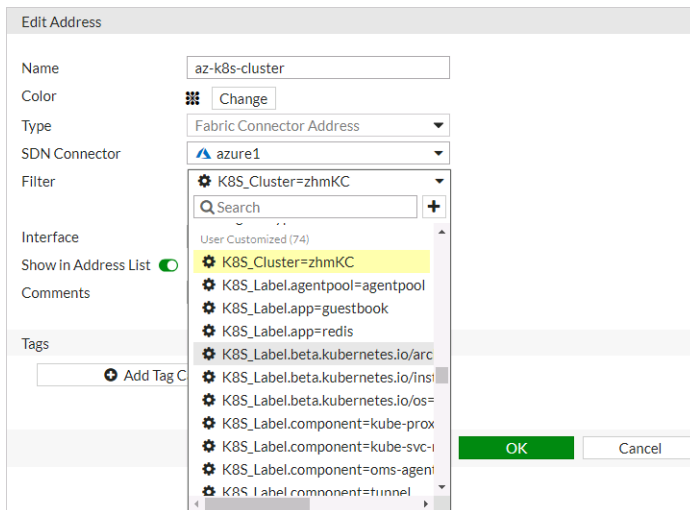 Edit Address
Name az-k8s-cluster
Color Change
Type Fabric Connector Address
SDN Connector azure1
Filter K8S_Cluster=zhmKC
Search
User Customized (74)
Interface
K8S_Cluster=zhmKC
Show in Address List
K8S_Label.agentpool=agentpool
Comments
K8S_Label.app=guestbook
K8S_Label.app=redis
Tags
K8S_Label.beta.kubernetes.io/arc
K8S_Label.beta.kubernetes.io/inst
Add Tag C
K8S_Label.beta.kubernetes.io/os=
K8S_Label.component=kube-prox
K8S_Label.component=kube-svc-r
OK Cancel
K8S_Label.component=oms-agent
K8S_Label.component=tunnel